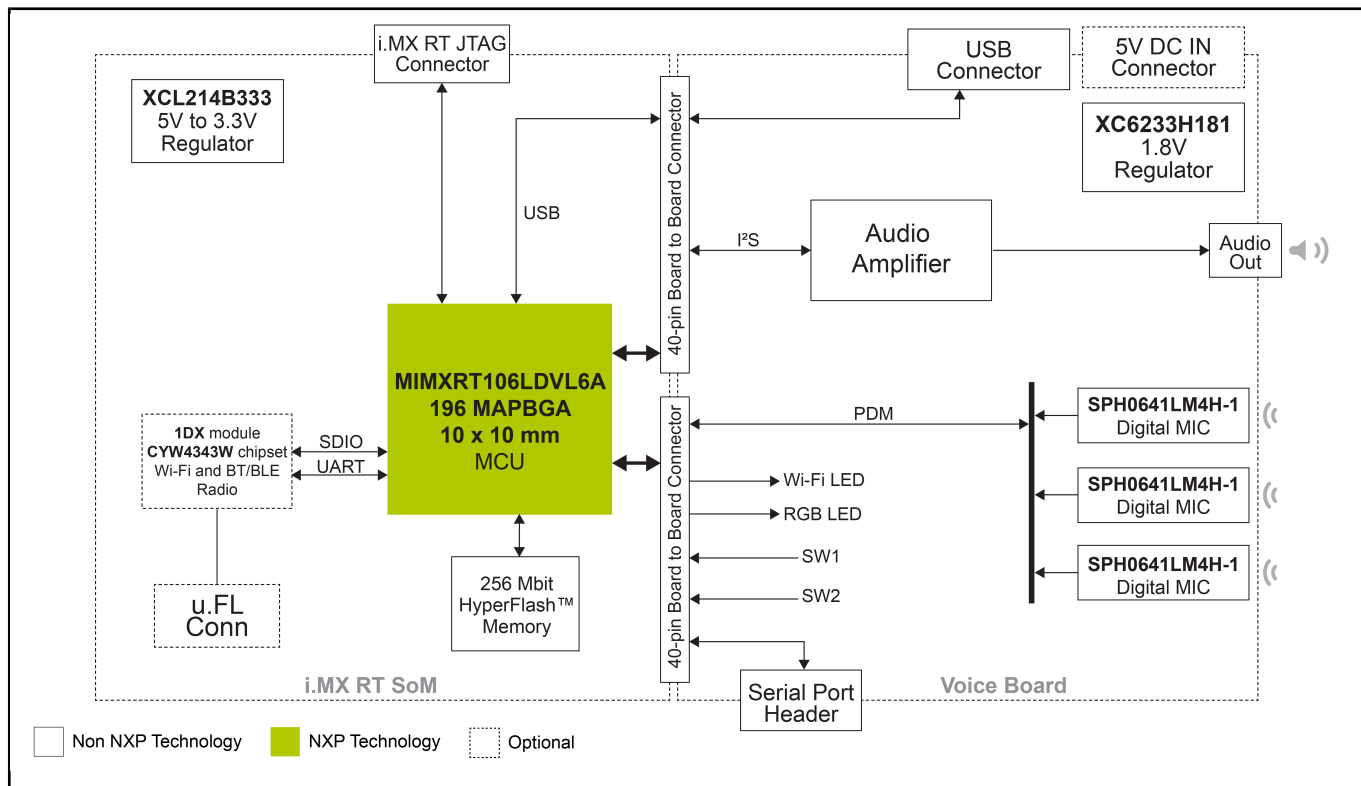 i.MX RT JTAG
Connector
USB
Connector
5V DC IN
Connector
XCL214B333
5V to 3.3V
Regulator
XC6233H181
1.8V
Regulator
40-pin Board to Board Connector
USB
I²S
Audio
Amplifier
Audio
Out
MIMXRT106LDVL6A
196 MAPBGA
10 x 10 mm
MCU
1DX module
CYW4343W chipset
Wi-Fi and BT/BLE
Radio
SDIO
UART
u.FL
Conn
256 Mbit
HyperFlash™
Memory
40-pin Board to Board Connector
PDM
Wi-Fi LED
RGB LED
SW1
SW2
SPH0641LM4H-1
Digital MIC
SPH0641LM4H-1
Digital MIC
SPH0641LM4H-1
Digital MIC
Serial Port
Header
i.MX RT SoM
Voice Board
Non NXP Technology
NXP Technology
Optional